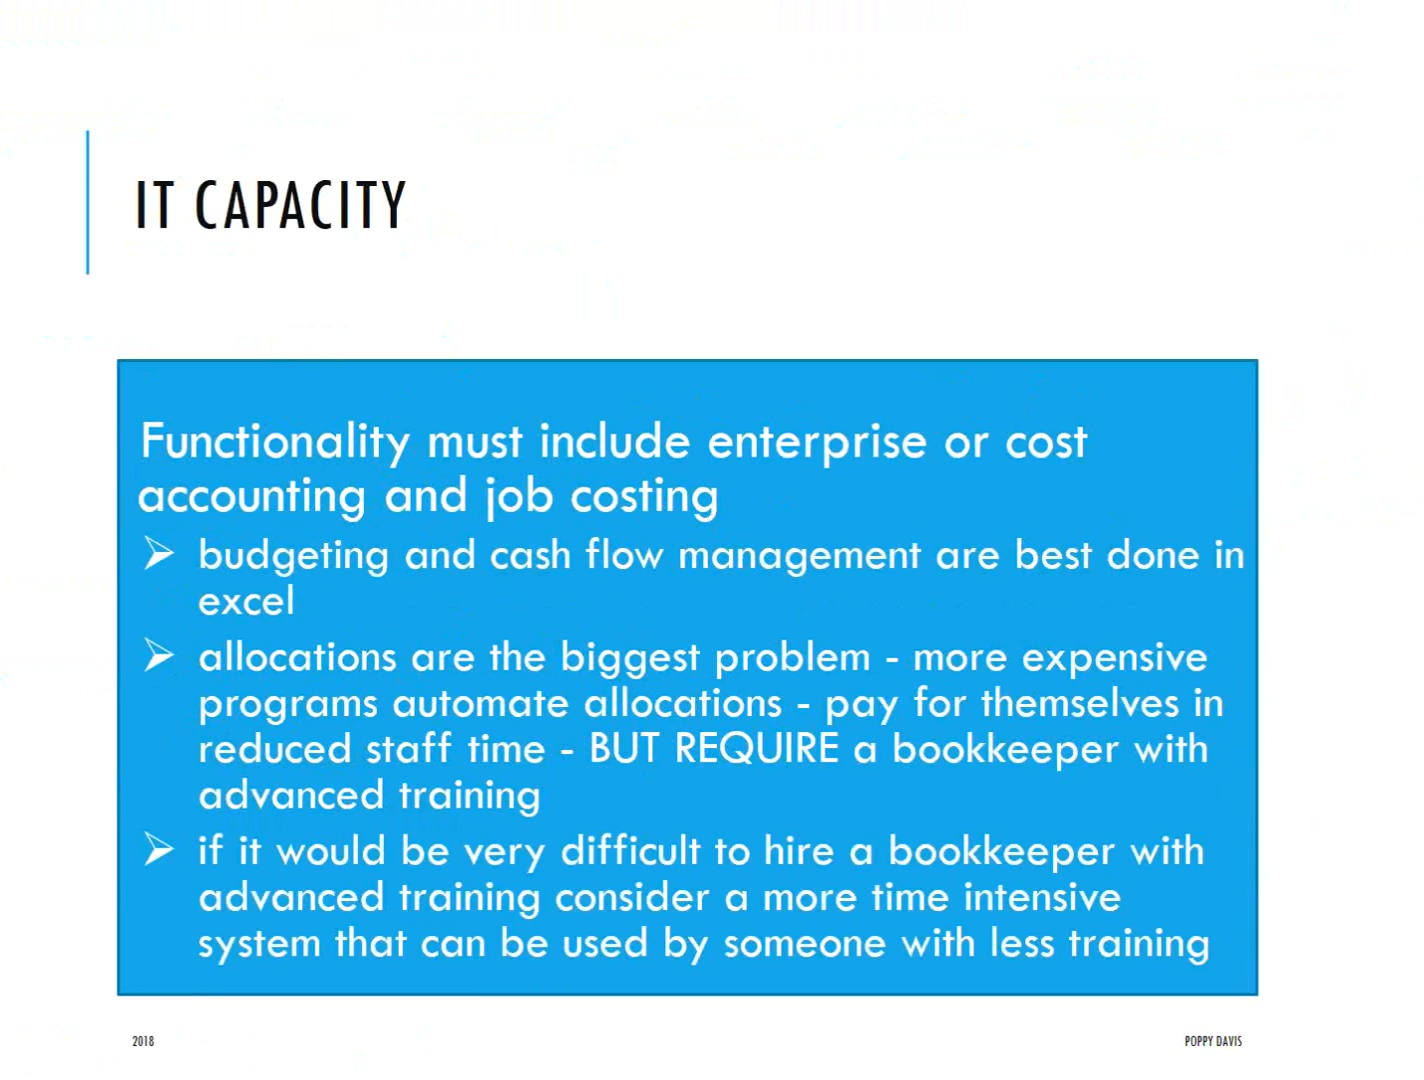 IT CAPACITY
Functionality must include enterprise or cost
accounting and job costing
➢ budgeting and cash flow management are best done in
excel
➢ allocations are the biggest problem - more expensive
programs automate allocations - pay for themselves in
reduced staff time - BUT REQUIRE a bookkeeper with
advanced training
➢ if it would be very difficult to hire a bookkeeper with
advanced training consider a more time intensive
system that can be used by someone with less training
2018
POPPY DAVIS